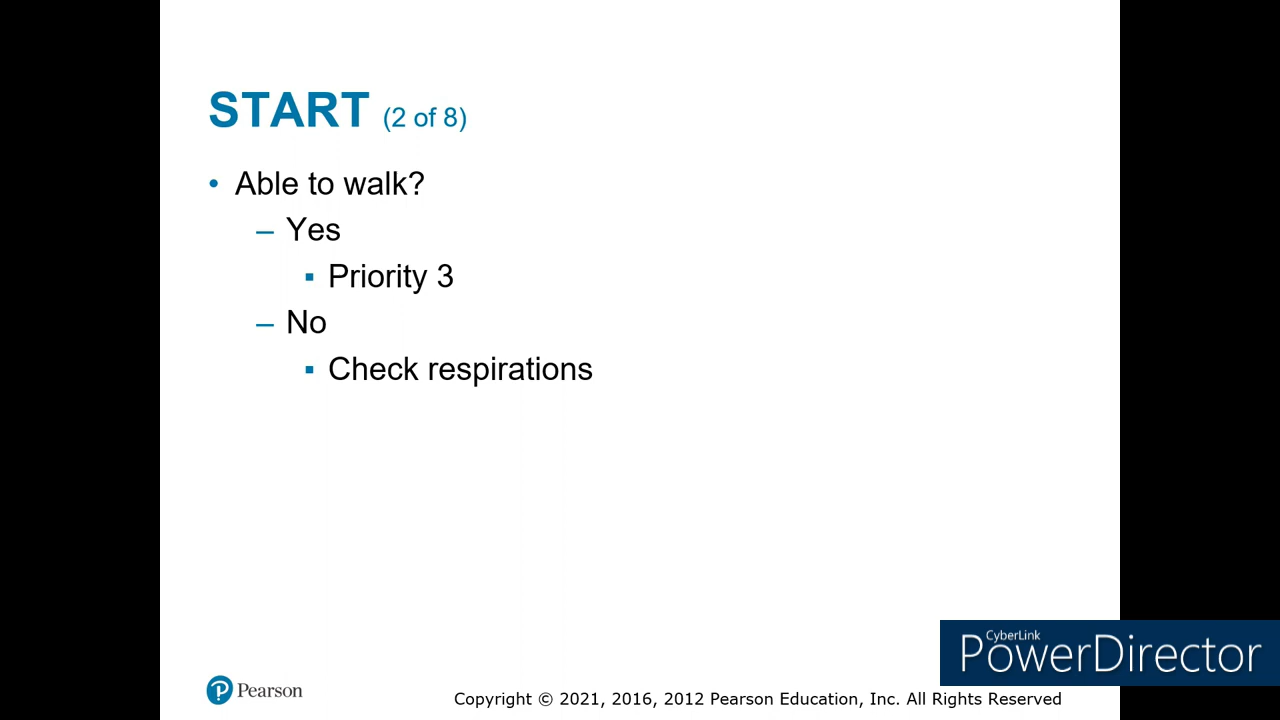 START (2 of 8)
• Able to walk?
– Yes
▪ Priority 3
– No
▪ Check respirations
CyberLink
PowerDirector
Pearson
Copyright © 2021, 2016, 2012 Pearson Education, Inc. All Rights Reserved